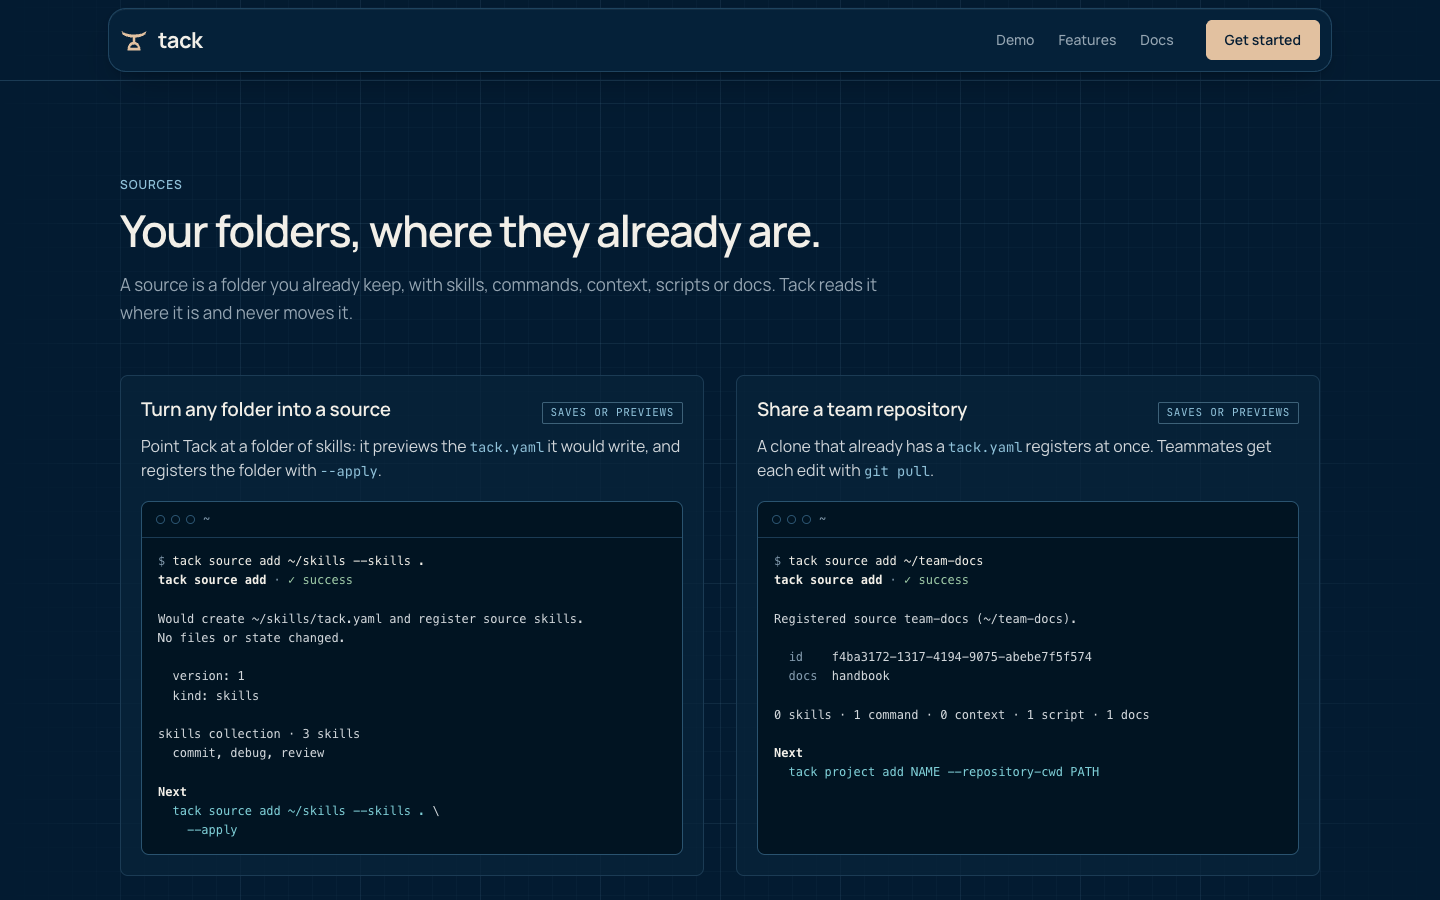 tack
Demo
Features
Docs
Get started
SOURCES
Your folders, where they already are.
A source is a folder you already keep, with skills, commands, context, scripts or docs. Tack reads it
where it is and never moves it.
Turn any folder into a source
SAVES OR PREVIEWS
Point Tack at a folder of skills: it previews the tack.yaml it would write, and
registers the folder with --apply.
~
$ tack source add ~/skills --skills .
tack source add · ✓ success
Would create ~/skills/tack.yaml and register source skills.
No files or state changed.
version: 1
kind: skills
skills collection · 3 skills
commit, debug, review
Next
tack source add ~/skills --skills . \
--apply
Share a team repository
SAVES OR PREVIEWS
A clone that already has a tack.yaml registers at once. Teammates get
each edit with git pull.
~
$ tack source add ~/team-docs
tack source add · ✓ success
Registered source team-docs (~/team-docs).
id f4ba3172-1317-4194-9075-abebe7f5f574
docs handbook
0 skills · 1 command · 0 context · 1 script · 1 docs
Next
tack project add NAME --repository-cwd PATH